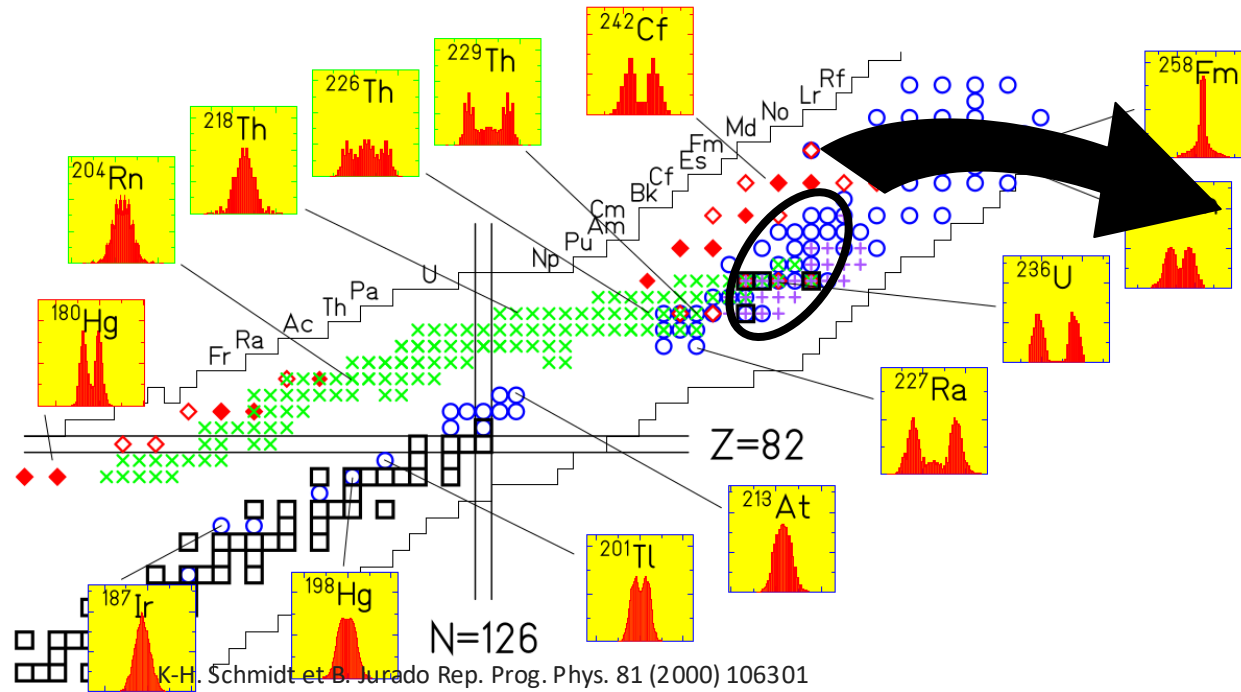 242Cf
229Th
258Fm
226Th
218Th
204Rn
Rf
Lr
No
Md
Fm
Es
Cf
Bk
Cm
Am
Pu
Np
U
Pa
Th
Ac
Ra
Fr
180Hg
236U
227Ra
Z=82
213At
201Tl
198Hg
187Ir
N=126
K-H. Schmidt et B. Jurado Rep. Prog. Phys. 81 (2000) 106301